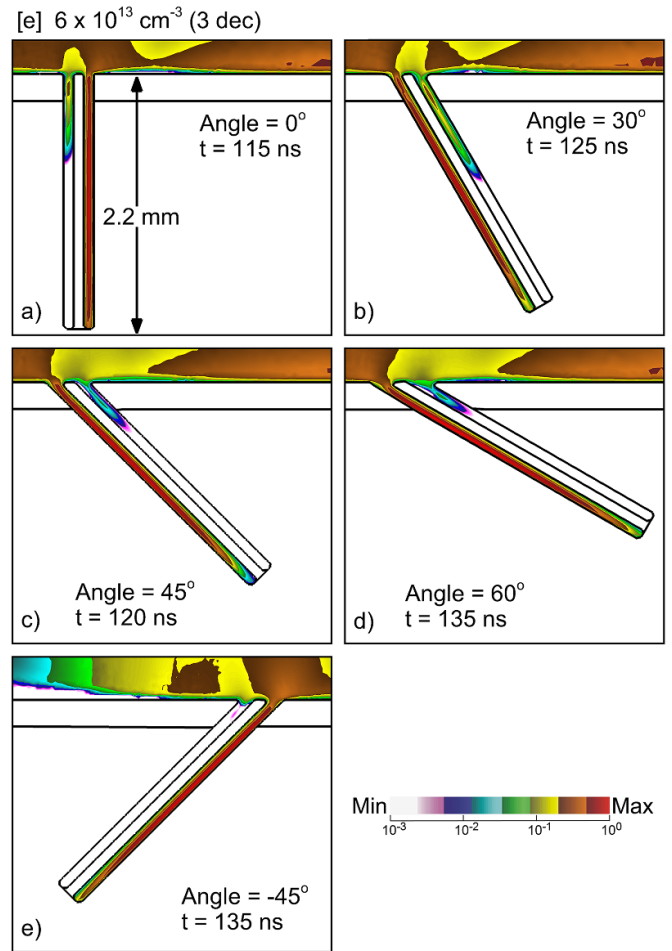 [e] 6 x 10¹³ cm⁻³ (3 dec)
Angle = 0°
t = 115 ns
2.2 mm
a)
Angle = 30°
t = 125 ns
b)
Angle = 45°
t = 120 ns
c)
Angle = 60°
t = 135 ns
d)
Min Max
10⁻³ 10⁻² 10⁻¹ 10⁰
Angle = -45°
t = 135 ns
e)